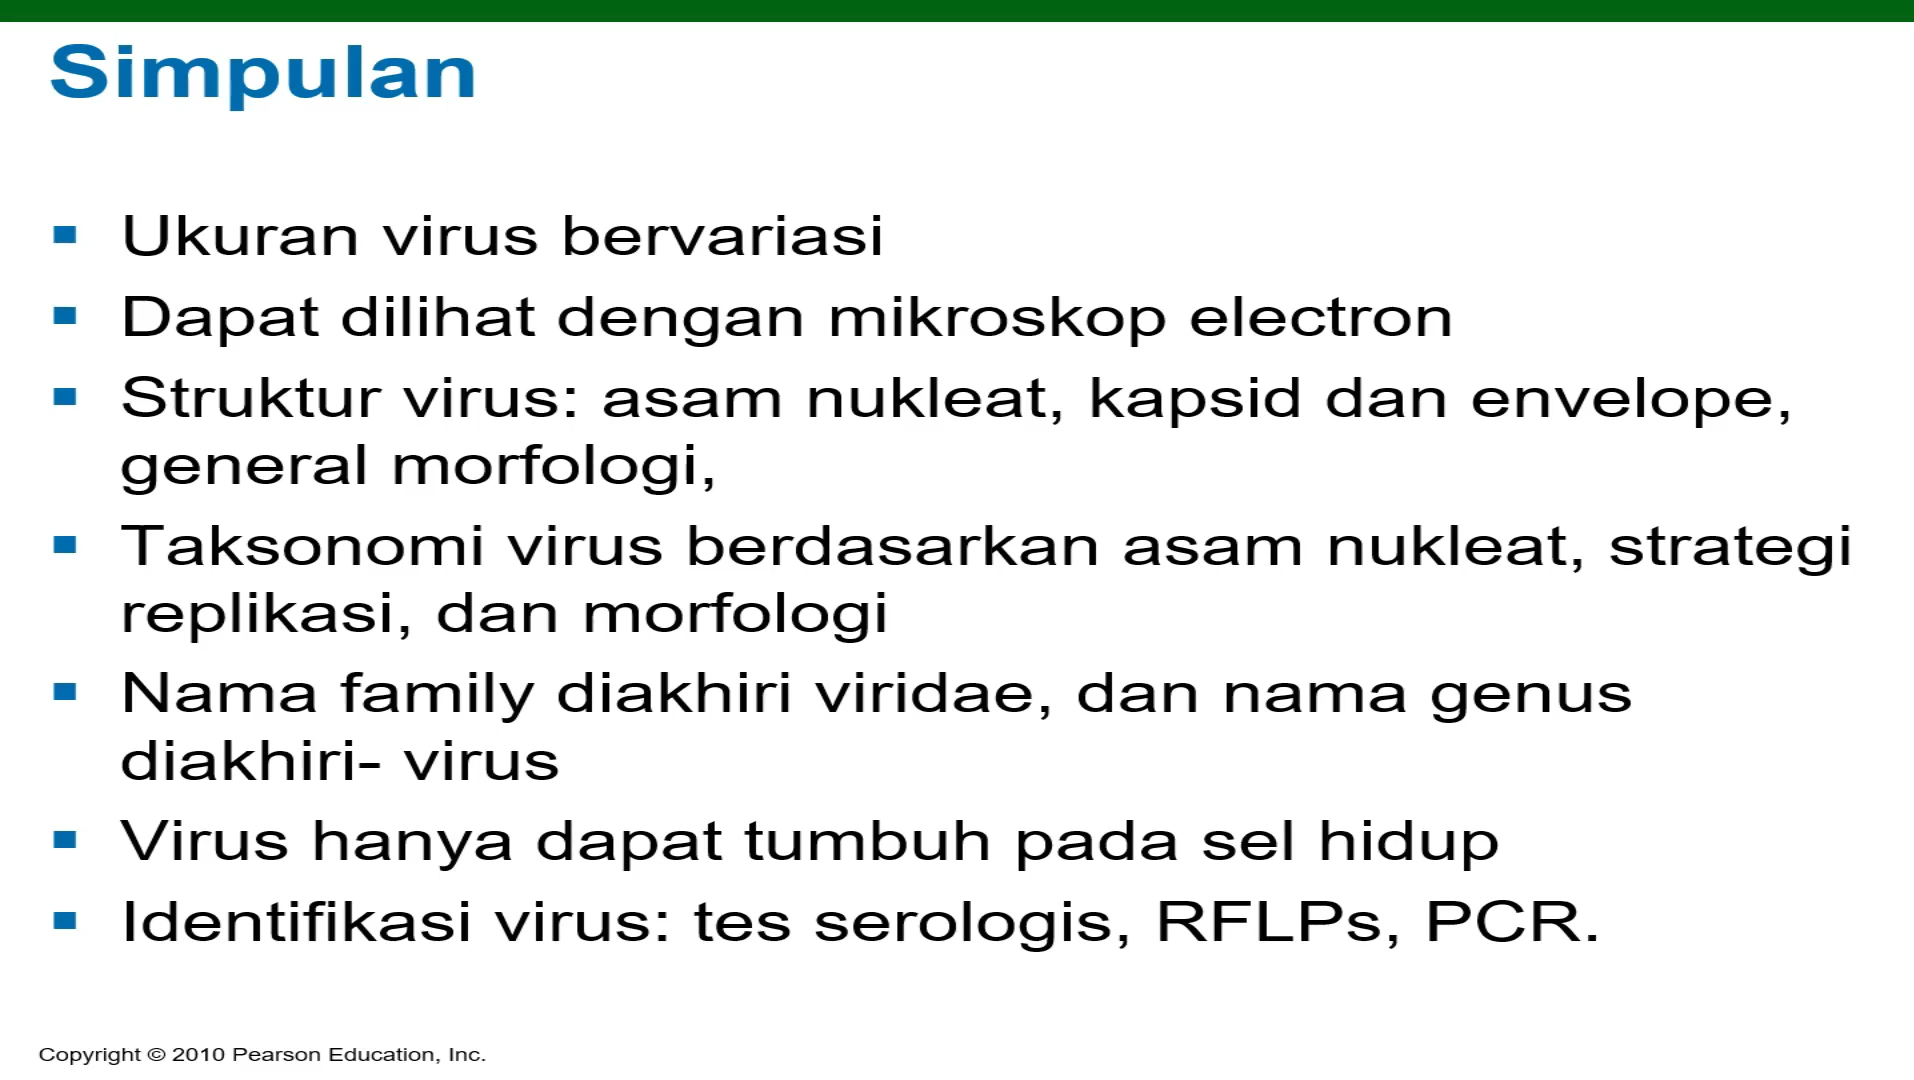 Simpulan
Ukuran virus bervariasi
Dapat dilihat dengan mikroskop electron
Struktur virus: asam nukleat, kapsid dan envelope,
general morfologi,
Taksonomi virus berdasarkan asam nukleat, strategi
replikasi, dan morfologi
Nama family diakhiri viridae, dan nama genus
diakhiri- virus
Virus hanya dapat tumbuh pada sel hidup
Identifikasi virus: tes serologis, RFLPs, PCR.
Copyright © 2010 Pearson Education, Inc.